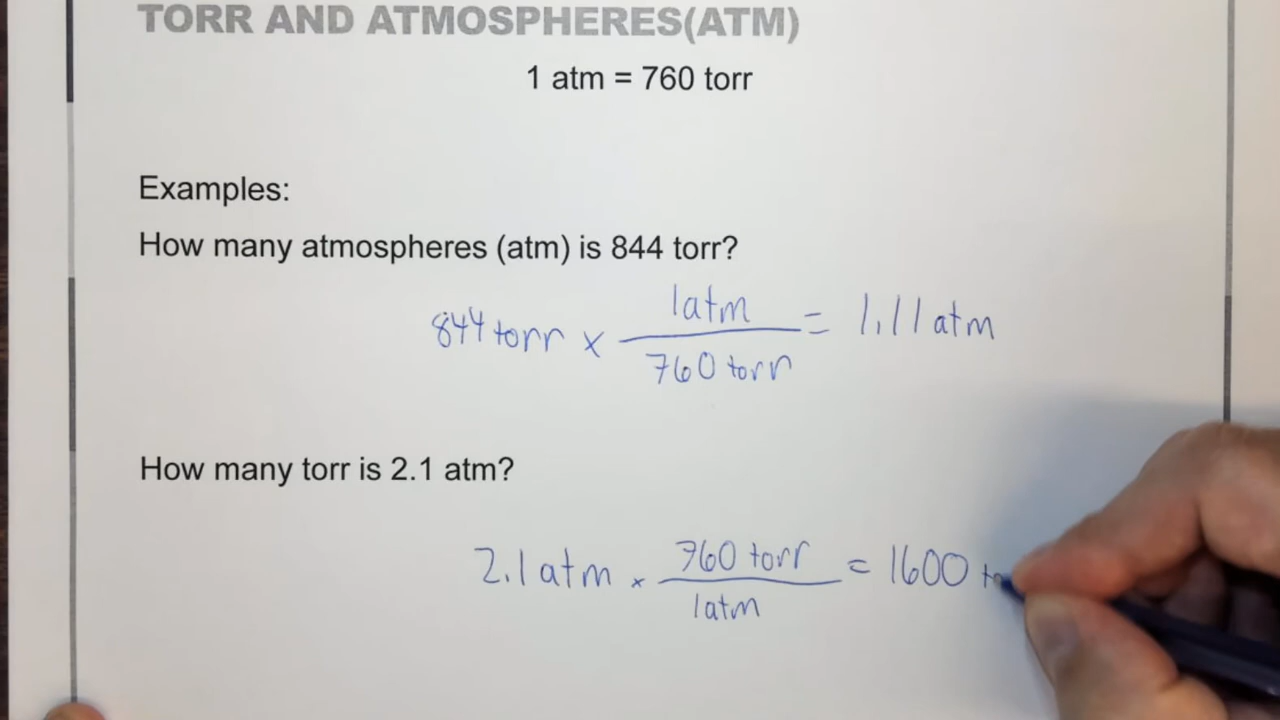 TORR AND ATMOSPHERES(ATM)
1 atm = 760 torr
Examples:
How many atmospheres (atm) is 844 torr?
844 torr x 1atm / 760 torr = 1.11 atm
How many torr is 2.1 atm?
2.1 atm x 760 torr / 1atm = 1600